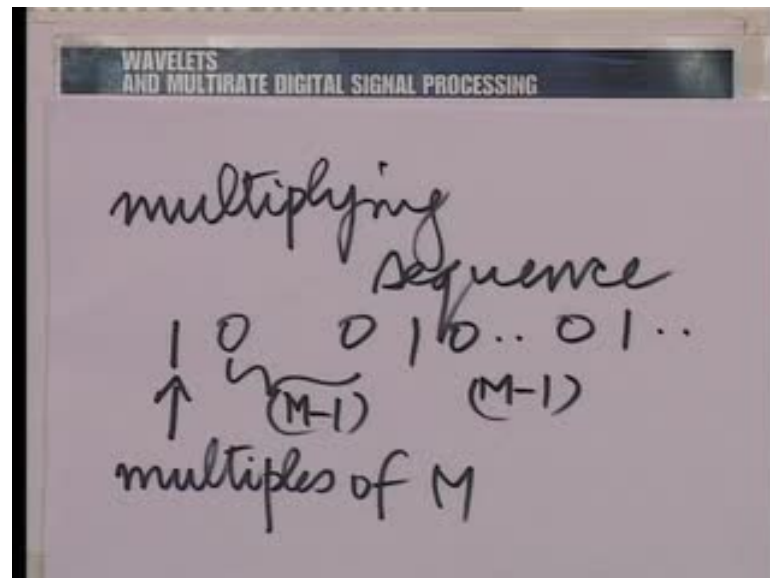 WAVELETS
AND MULTIRATE DIGITAL SIGNAL PROCESSING
multiplying
sequence
1 0 0 1 0 .. 0 1 ..
↑ (M-1) (M-1)
multiples of M